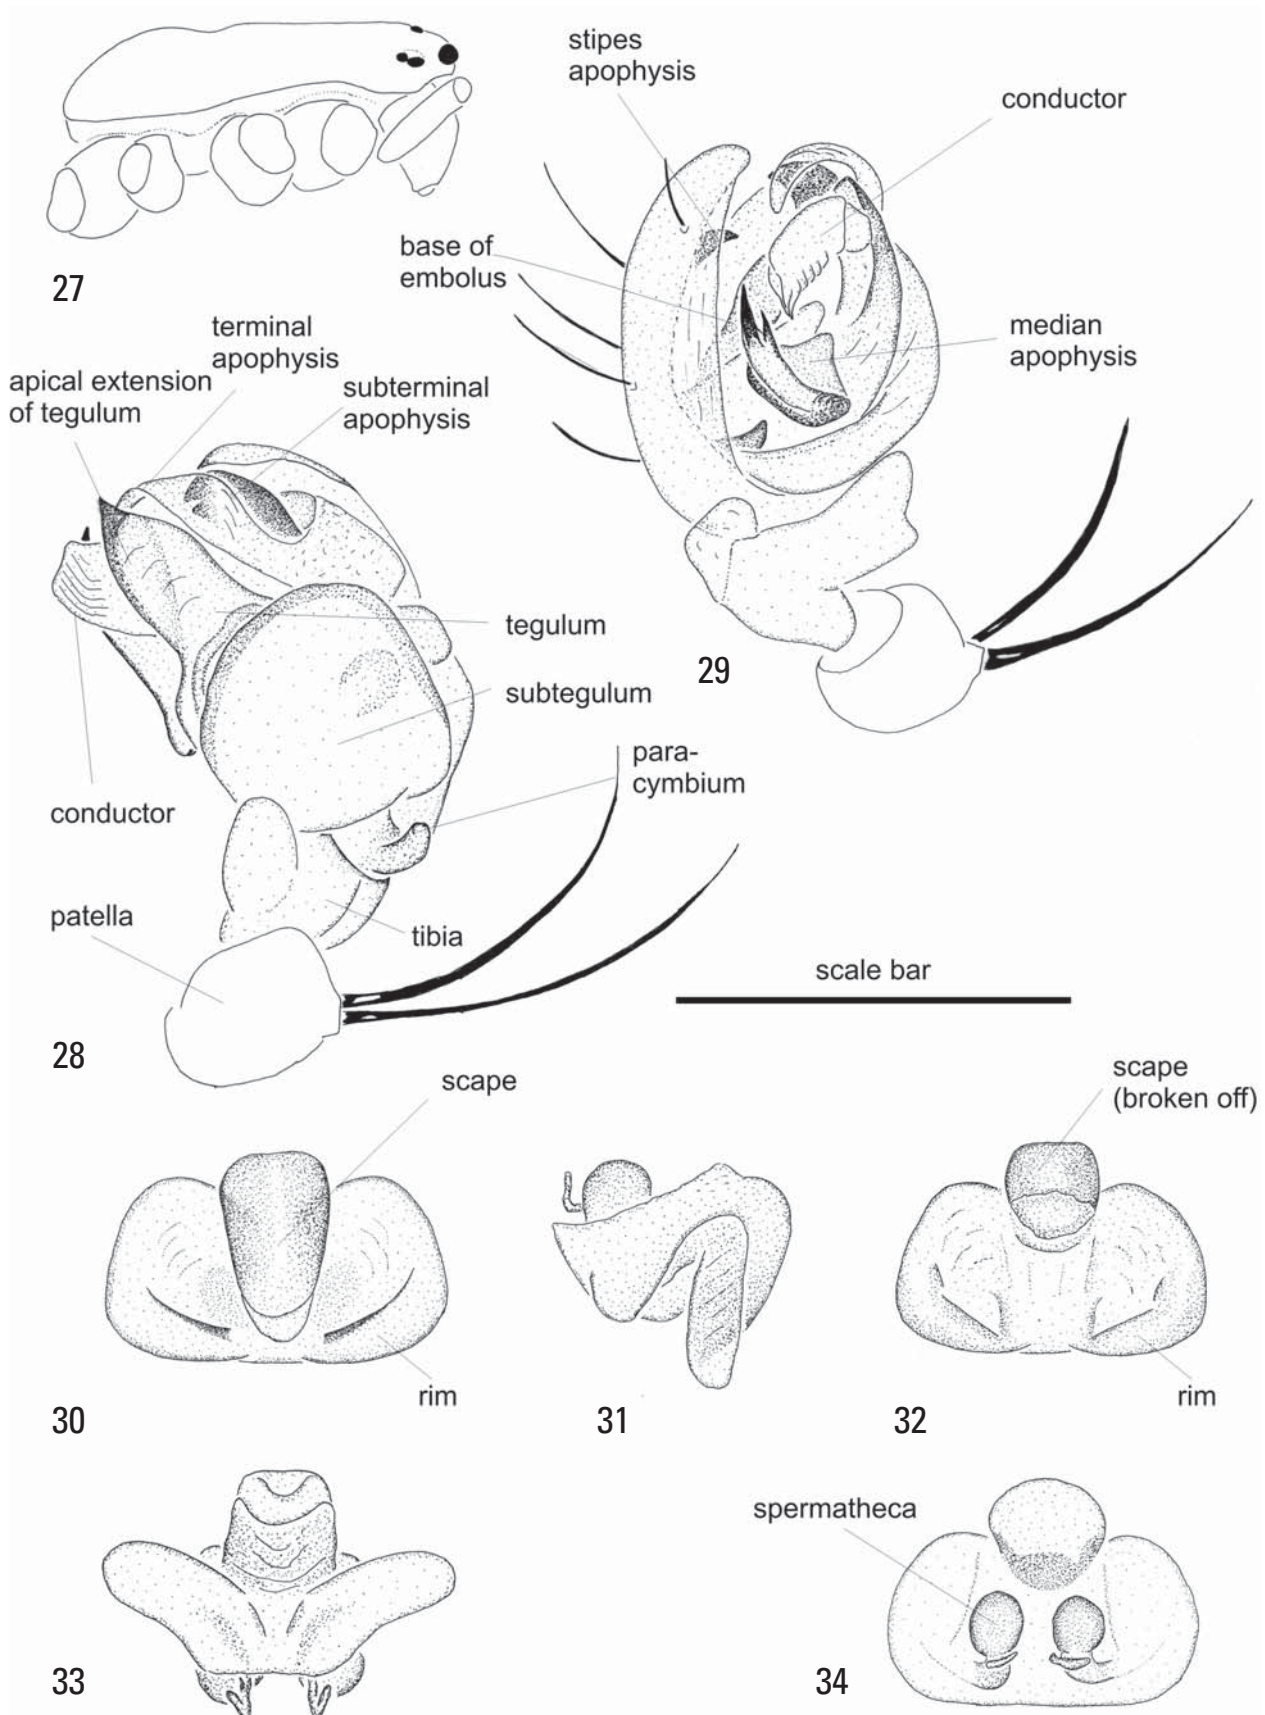 stipes
apophysis
conductor
base of
embolus
27
terminal
apophysis
median
apophysis
apical extension
of tegulum
subterminal
apophysis
tegulum
29
subtegulum
para-
cymbium
conductor
patella
tibia
scale bar
28
scape
scape
(broken off)
rim
rim
30
31
32
spermatheca
33
34